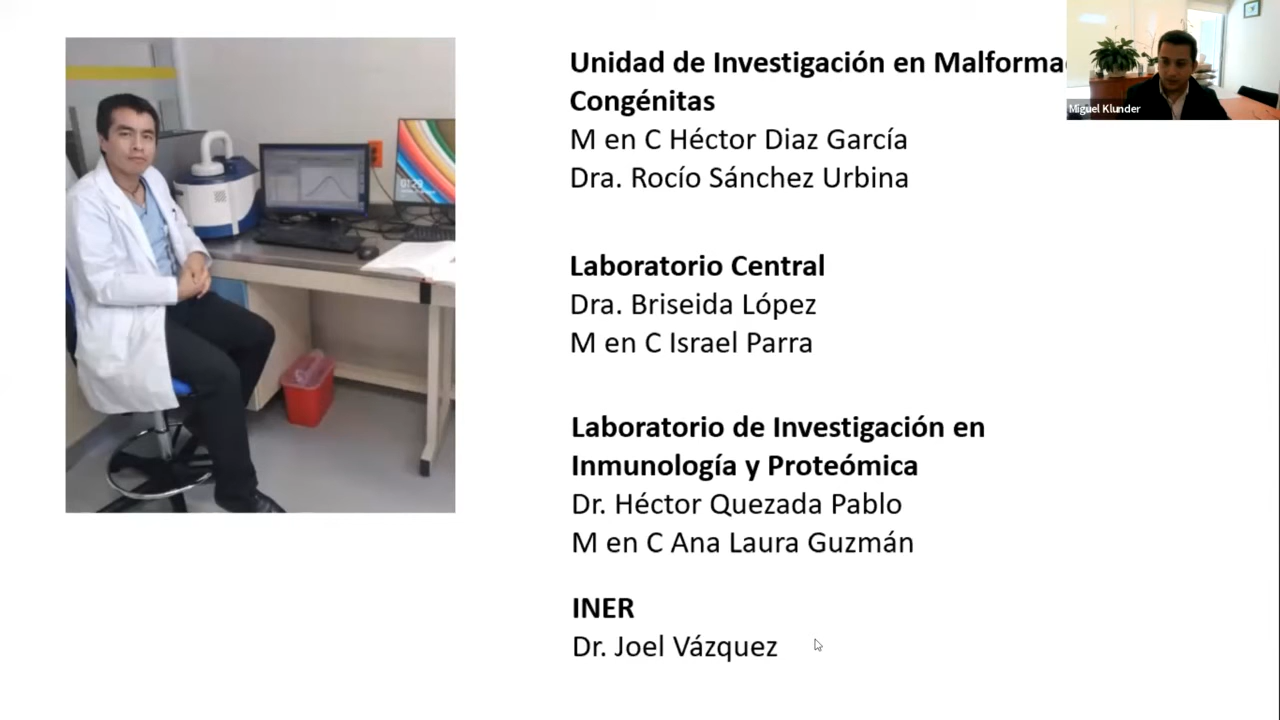 Unidad de Investigación en Malforma
Congénitas
M en C Héctor Diaz García
Dra. Rocío Sánchez Urbina
Laboratorio Central
Dra. Briseida López
M en C Israel Parra
Laboratorio de Investigación en
Inmunología y Proteómica
Dr. Héctor Quezada Pablo
M en C Ana Laura Guzmán
INER
Dr. Joel Vázquez
Miguel Klunder